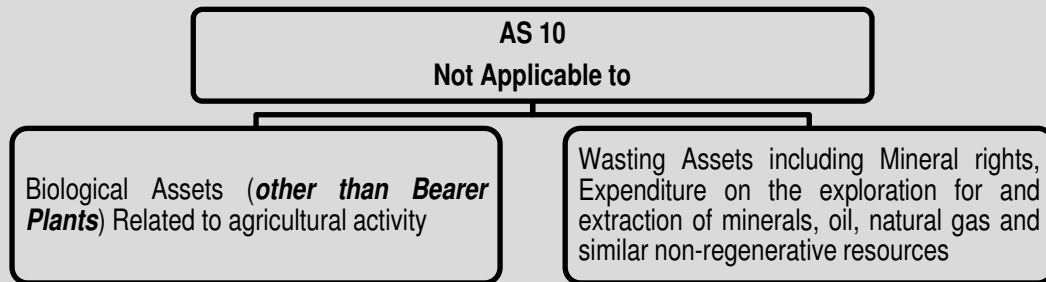 AS 10
Not Applicable to
Biological Assets (other than Bearer
Plants) Related to agricultural activity
Wasting Assets including Mineral rights,
Expenditure on the exploration for and
extraction of minerals, oil, natural gas and
similar non-regenerative resources